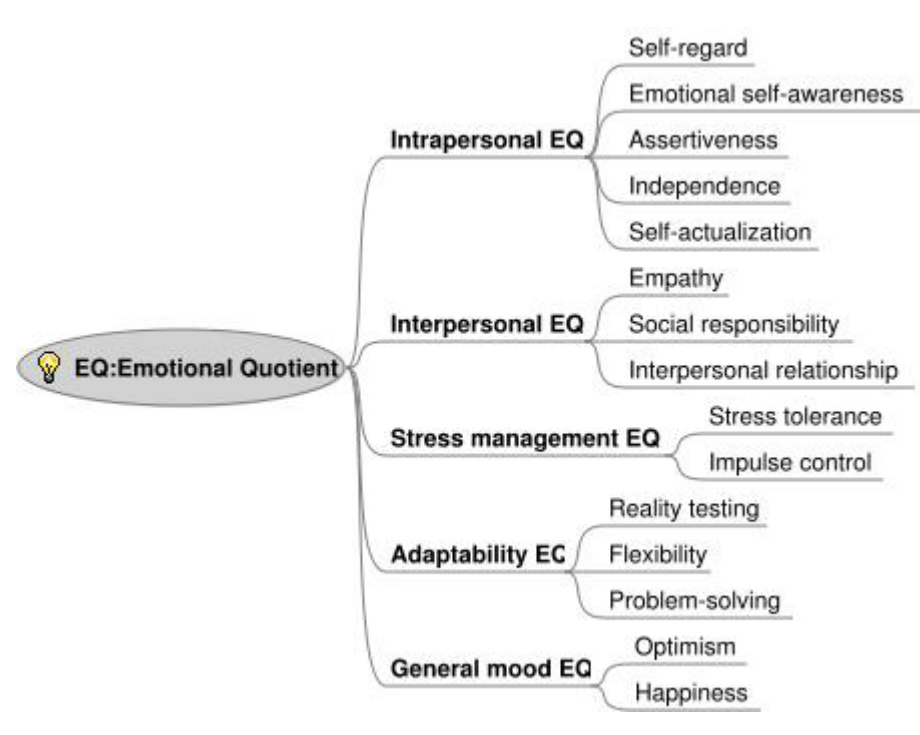 EQ:Emotional Quotient
Intrapersonal EQ
Self-regard
Emotional self-awareness
Assertiveness
Independence
Self-actualization
Interpersonal EQ
Empathy
Social responsibility
Interpersonal relationship
Stress management EQ
Stress tolerance
Impulse control
Adaptability EQ
Reality testing
Flexibility
Problem-solving
General mood EQ
Optimism
Happiness